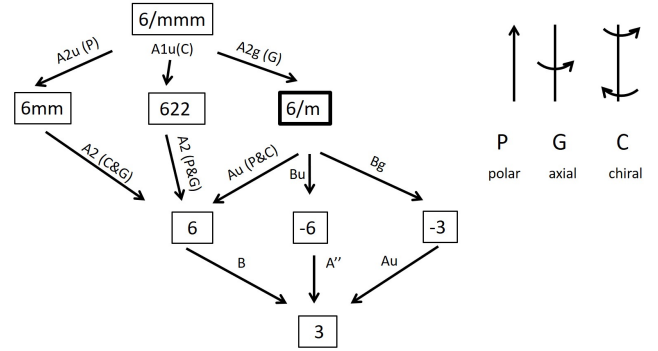 6/mmm
A2u (P)
A1u(C)
A2g (G)
6mm
622
6/m
A2 (C&G)
A2 (P&G)
Au (P&C)
Bu
Bg
6
-6
-3
B
A’’
Au
3
P G C
polar axial chiral